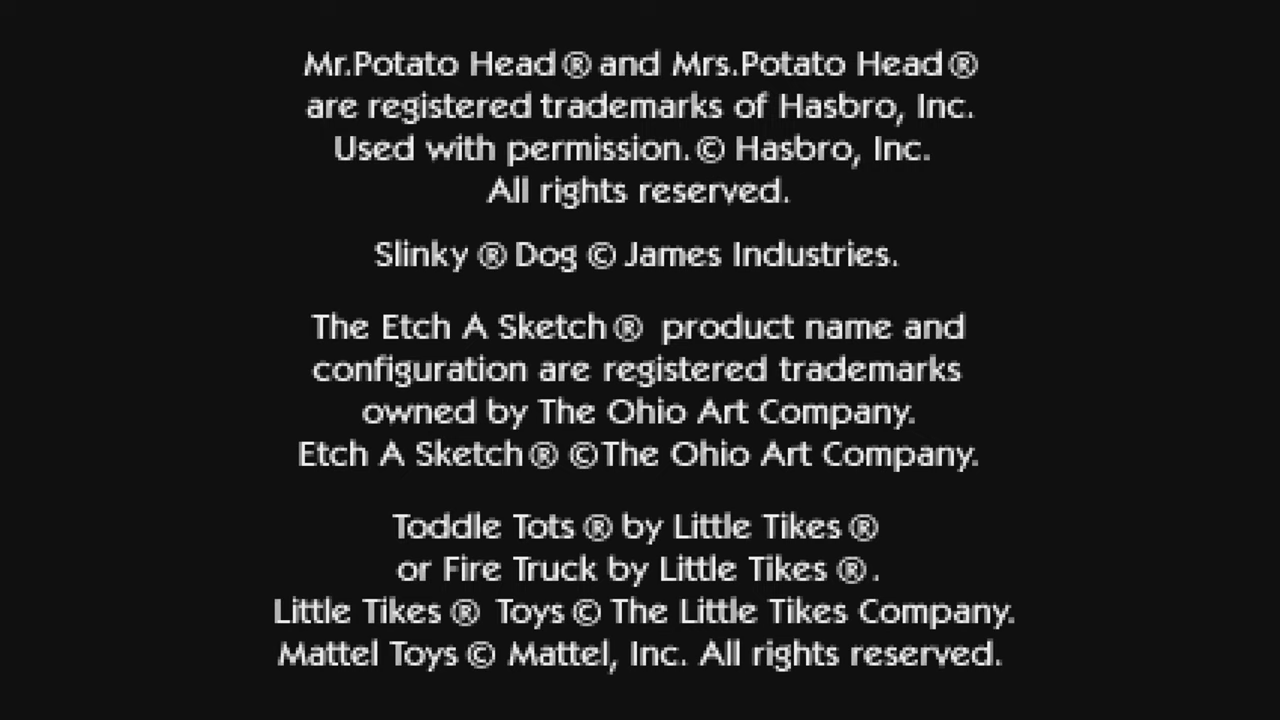 Mr.Potato Head® and Mrs.Potato Head®
are registered trademarks of Hasbro, Inc.
Used with permission.© Hasbro, Inc.
All rights reserved.
Slinky ® Dog © James Industries.
The Etch A Sketch® product name and
configuration are registered trademarks
owned by The Ohio Art Company.
Etch A Sketch® ©The Ohio Art Company.
Toddle Tots ® by Little Tikes ®
or Fire Truck by Little Tikes ®.
Little Tikes ® Toys © The Little Tikes Company.
Mattel Toys © Mattel, Inc. All rights reserved.